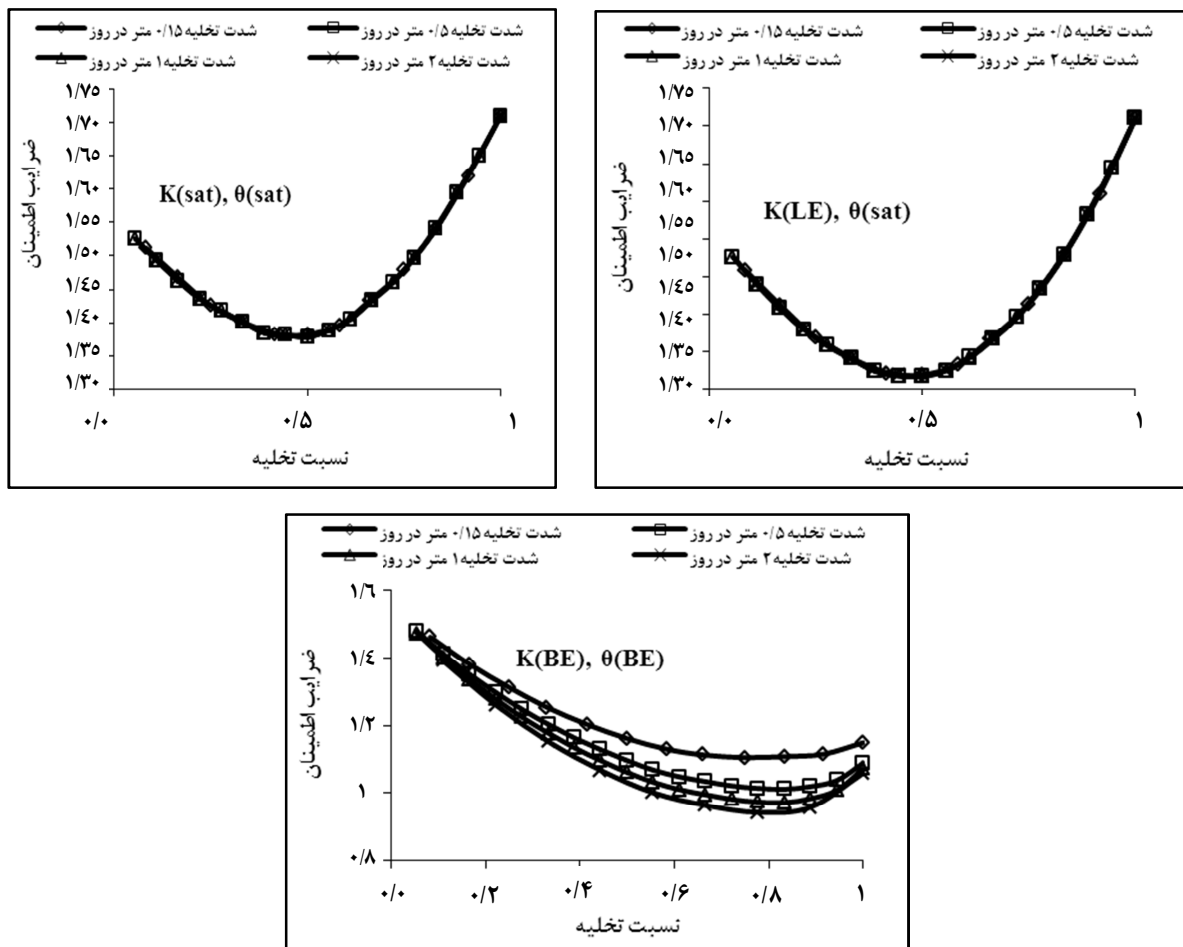 شدت تخلیه ۰/۱۵ متر در روز
شدت تخلیه ۰/۵ متر در روز
شدت تخلیه ۱ متر در روز
شدت تخلیه ۲ متر در روز
۱/۷۵
۱/۷۰
۱/۶۵
۱/۶۰
۱/۵۵
۱/۵۰
۱/٤۵
۱/٤۰
۱/۳۵
۱/۳۰
ضرایب اطمینان
K(sat), θ(sat)
۰/۰
۰/۵
۱
نسبت تخلیه
شدت تخلیه ۰/۱۵ متر در روز
شدت تخلیه ۰/۵ متر در روز
شدت تخلیه ۱ متر در روز
شدت تخلیه ۲ متر در روز
۱/۷۵
۱/۷۰
۱/۶۵
۱/۶۰
۱/۵۵
۱/۵۰
۱/٤۵
۱/٤۰
۱/۳۵
۱/۳۰
ضرایب اطمینان
K(LE), θ(sat)
۰/۰
۰/۵
۱
نسبت تخلیه
شدت تخلیه ۰/۱۵ متر در روز
شدت تخلیه ۰/۵ متر در روز
شدت تخلیه ۱ متر در روز
شدت تخلیه ۲ متر در روز
۱/۶
۱/۴
۱/۲
۱
۰/۸
ضرایب اطمینان
K(BE), θ(BE)
۰/۰
۰/۲
۰/۴
۰/۶
۰/۸
۱
نسبت تخلیه